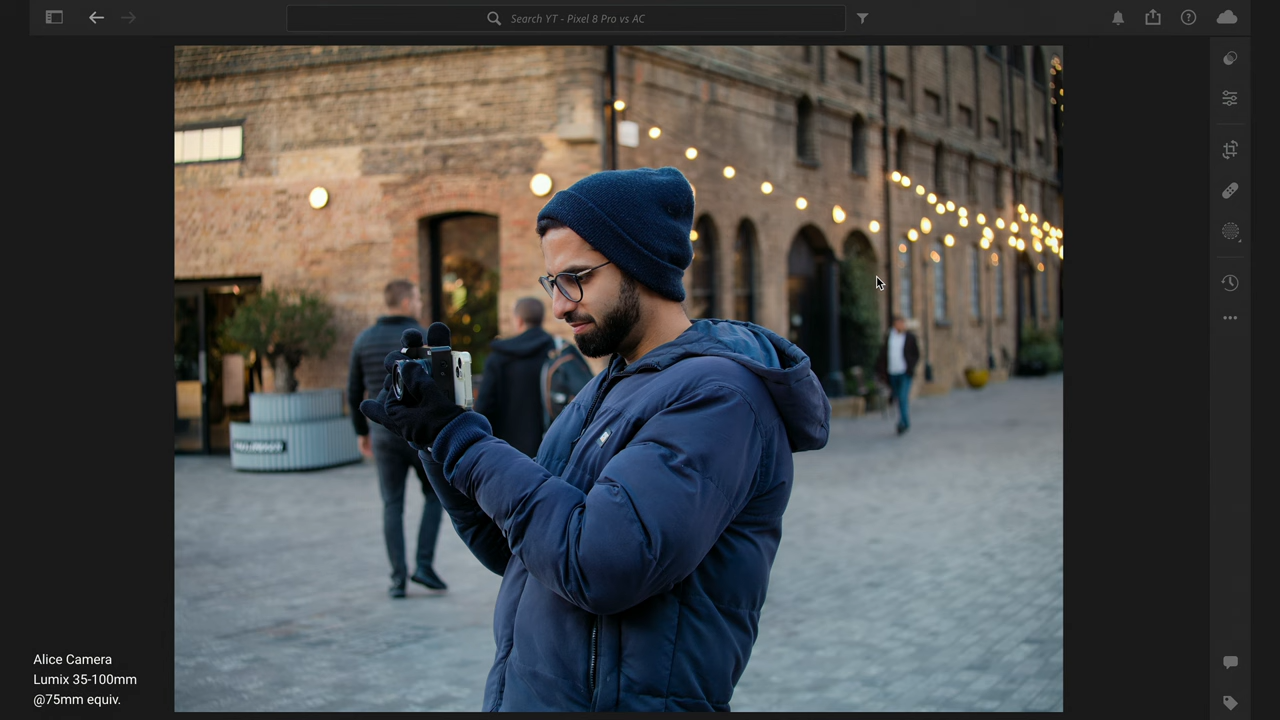 Search YT - Pixel 8 Pro vs AC
Alice Camera
Lumix 35-100mm
@75mm equiv.